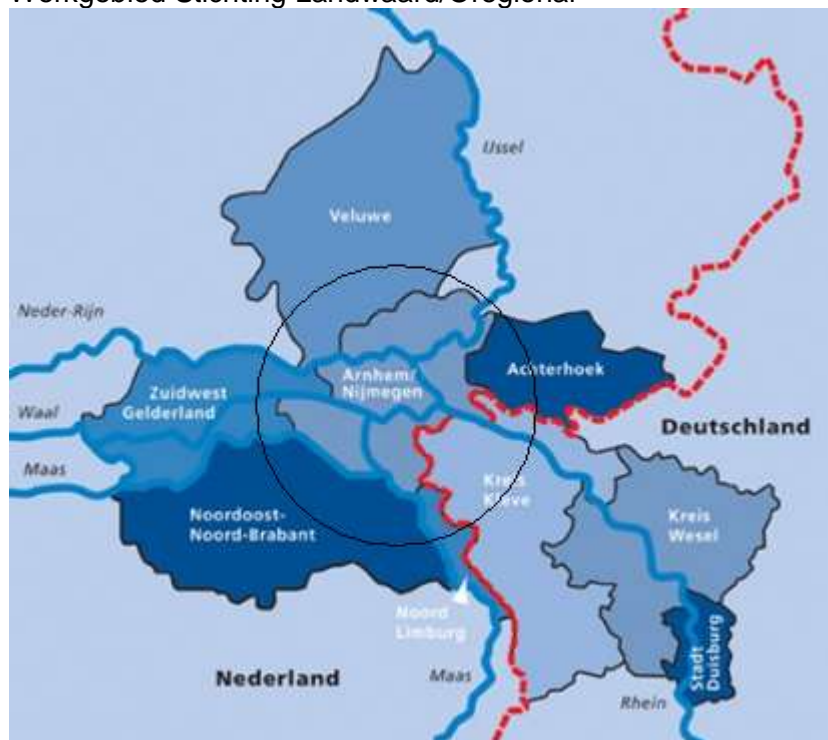 Werkgebied Stichting Landwaard/Oregional
IJssel
Veluwe
Neder-Rijn
Arnhem/
Nijmegen
Achterhoek
Zuidwest
Gelderland
Waal
Deutschland
Maas
Kreis
Kleve
Noordoost-
Noord-Brabant
Kreis
Wesel
Noord
Limburg
Stadt
Duisburg
Nederland
Maas
Rhein